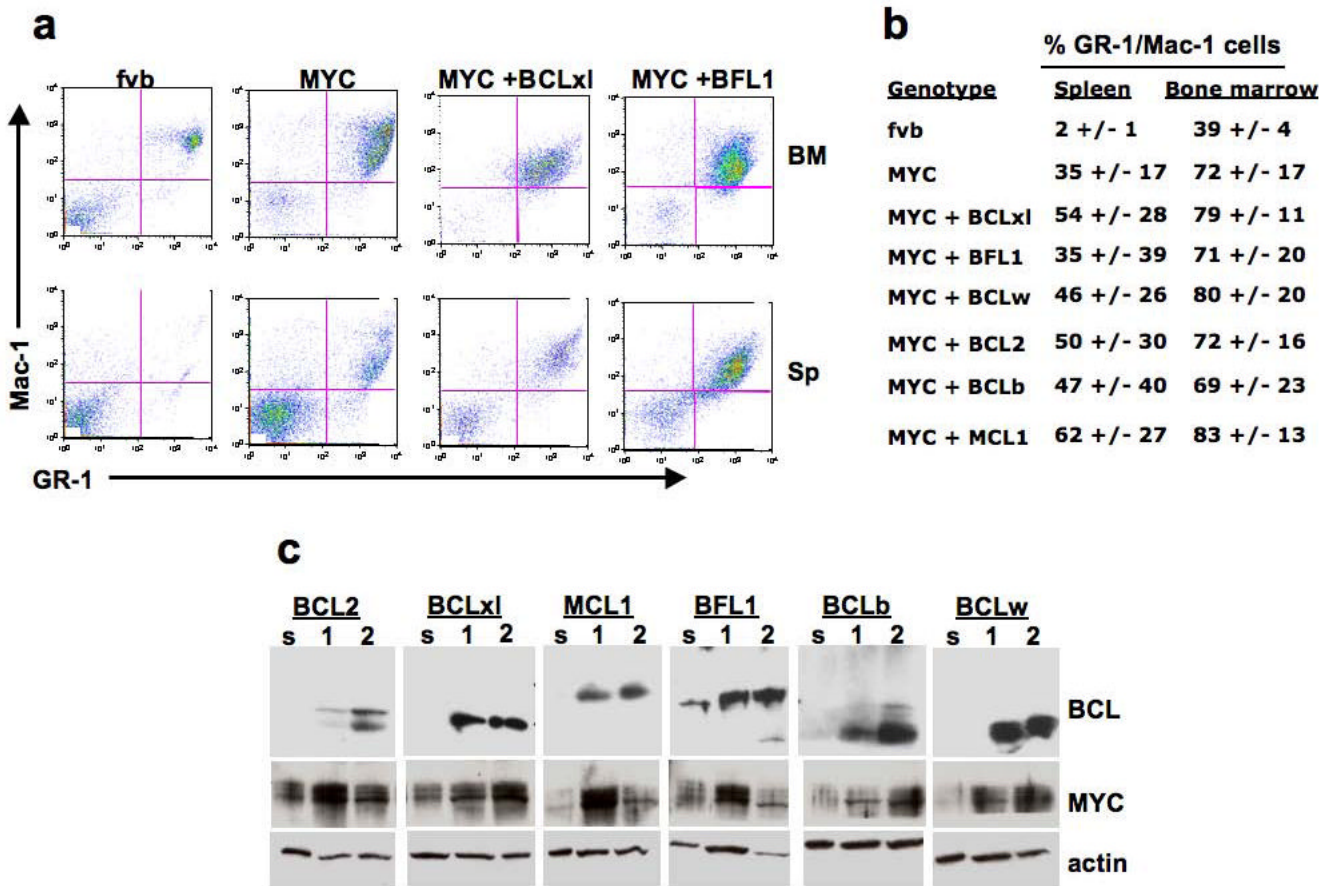 a
fvb
MYC
MYC +BCLxl
MYC +BFL1
BM
Sp
Mac-1
GR-1
b
% GR-1/Mac-1 cells
Genotype Spleen Bone marrow
fvb 2 +/- 1 39 +/- 4
MYC 35 +/- 17 72 +/- 17
MYC + BCLxl 54 +/- 28 79 +/- 11
MYC + BFL1 35 +/- 39 71 +/- 20
MYC + BCLw 46 +/- 26 80 +/- 20
MYC + BCL2 50 +/- 30 72 +/- 16
MYC + BCLb 47 +/- 40 69 +/- 23
MYC + MCL1 62 +/- 27 83 +/- 13
c
BCL2 BCLxl MCL1 BFL1 BCLb BCLw
s 1 2 s 1 2 s 1 2 s 1 2 s 1 2 s 1 2
BCL
MYC
actin